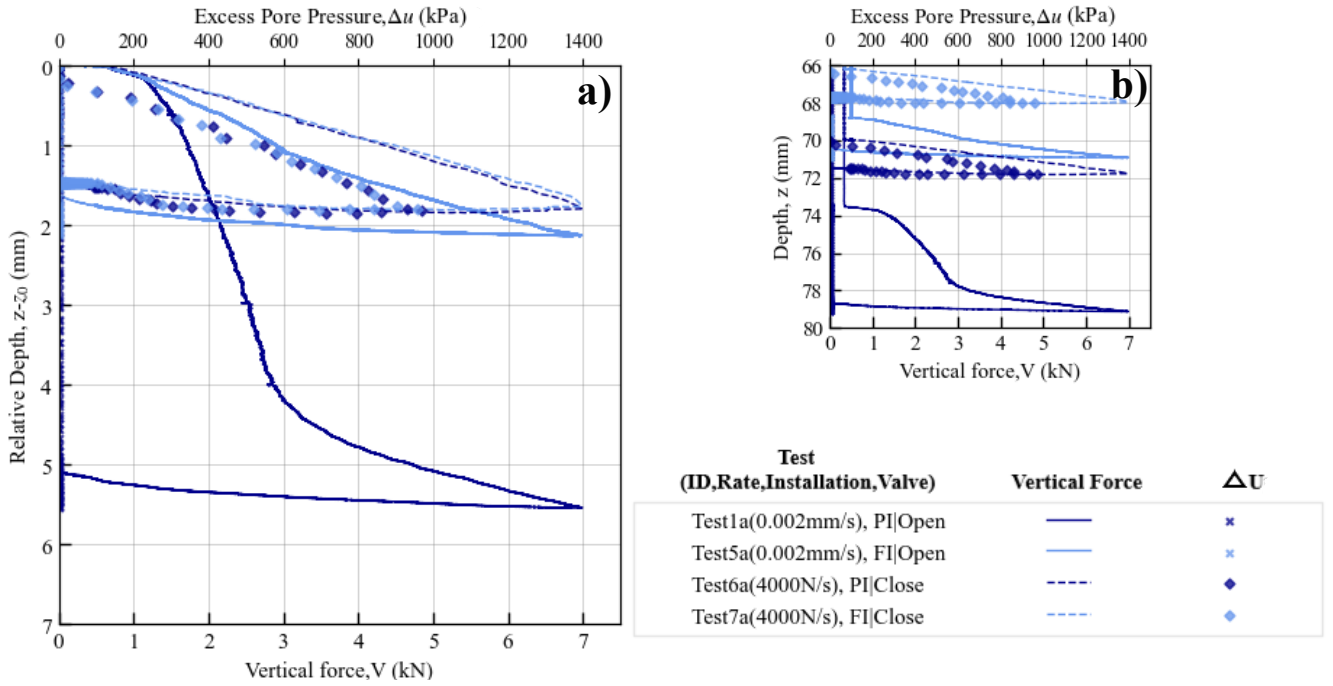 Excess Pore Pressure,Δu (kPa)
0 200 400 600 800 1000 1200 1400
a)
0
1
2
3
4
5
6
7
Relative Depth, z-z0 (mm)
0 1 2 3 4 5 6 7
Vertical force,V (kN)
Excess Pore Pressure,Δu (kPa)
0 200 400 600 800 1000 1200 1400
b)
66
68
70
72
74
76
78
80
Depth, z (mm)
0 1 2 3 4 5 6 7
Vertical force,V (kN)
Test
(ID,Rate,Installation,Valve) Vertical Force ΔU
Test1a(0.002mm/s), PI|Open
Test5a(0.002mm/s), FI|Open
Test6a(4000N/s), PI|Close
Test7a(4000N/s), FI|Close